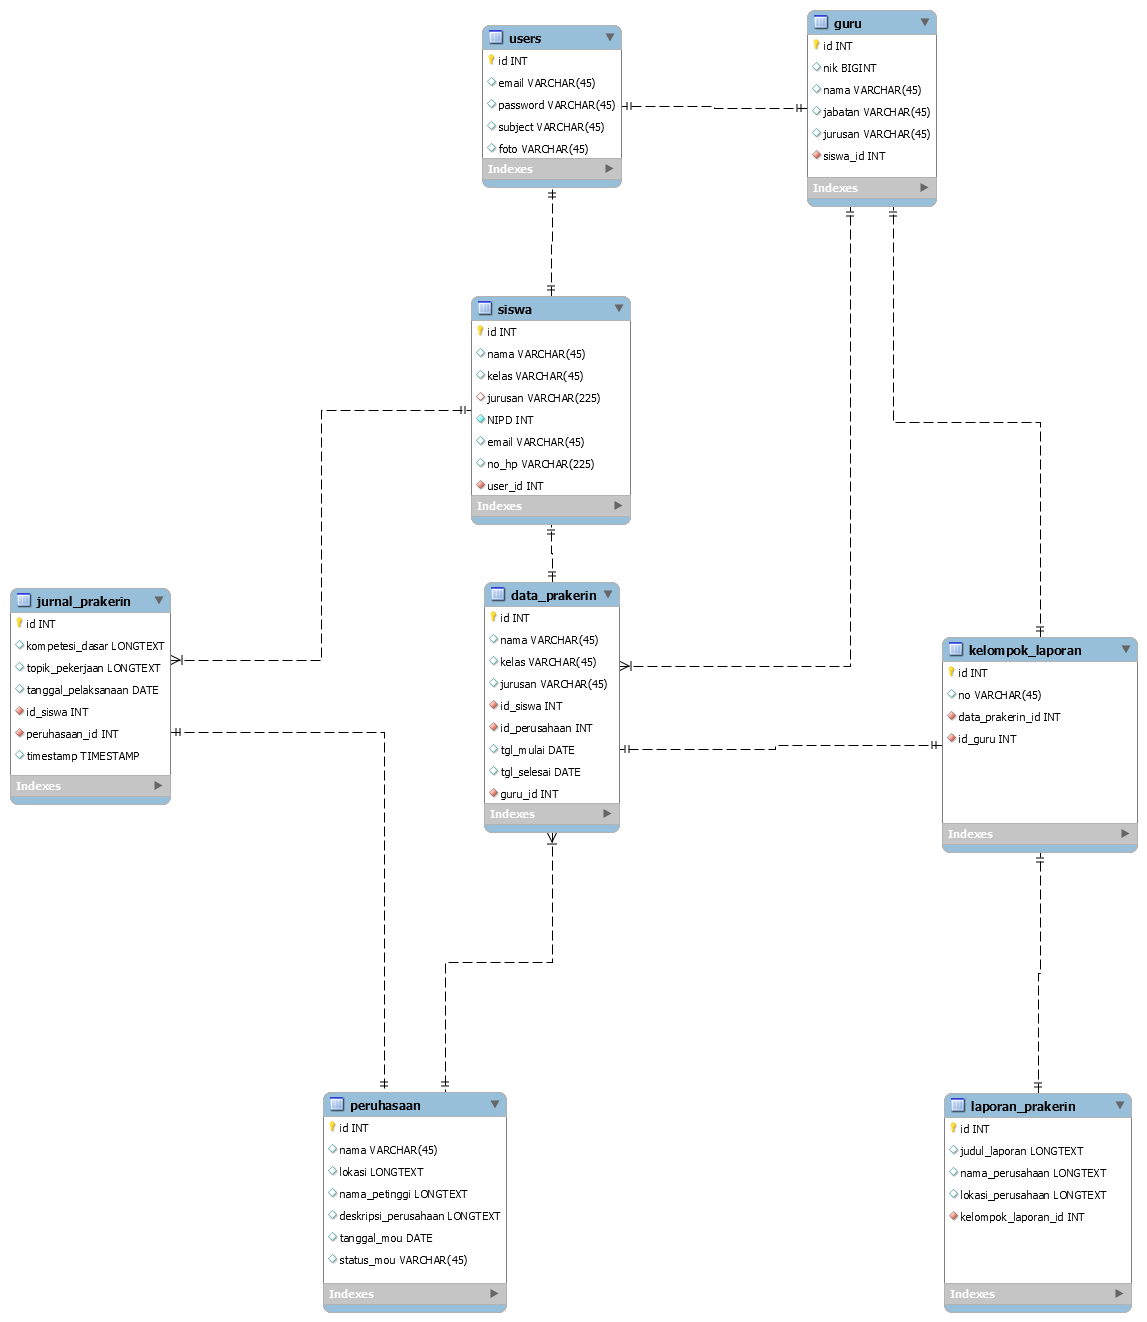 users
id INT
email VARCHAR(45)
password VARCHAR(45)
subject VARCHAR(45)
foto VARCHAR(45)
Indexes
guru
id INT
nik BIGINT
nama VARCHAR(45)
jabatan VARCHAR(45)
jurusan VARCHAR(45)
siswa_id INT
Indexes
siswa
id INT
nama VARCHAR(45)
kelas VARCHAR(45)
jurusan VARCHAR(225)
NIPD INT
email VARCHAR(45)
no_hp VARCHAR(225)
user_id INT
Indexes
jurnal_prakerin
id INT
kompetesi_dasar LONGTEXT
topik_pekerjaan LONGTEXT
tanggal_pelaksanaan DATE
id_siswa INT
peruhasaan_id INT
timestamp TIMESTAMP
Indexes
data_prakerin
id INT
nama VARCHAR(45)
kelas VARCHAR(45)
jurusan VARCHAR(45)
id_siswa INT
id_perusahaan INT
tgl_mulai DATE
tgl_selesai DATE
guru_id INT
Indexes
kelompok_laporan
id INT
no VARCHAR(45)
data_prakerin_id INT
id_guru INT
Indexes
peruhasaan
id INT
nama VARCHAR(45)
lokasi LONGTEXT
nama_petinggi LONGTEXT
deskripsi_perusahaan LONGTEXT
tanggal_mou DATE
status_mou VARCHAR(45)
Indexes
laporan_prakerin
id INT
judul_laporan LONGTEXT
nama_perusahaan LONGTEXT
lokasi_perusahaan LONGTEXT
kelompok_laporan_id INT
Indexes